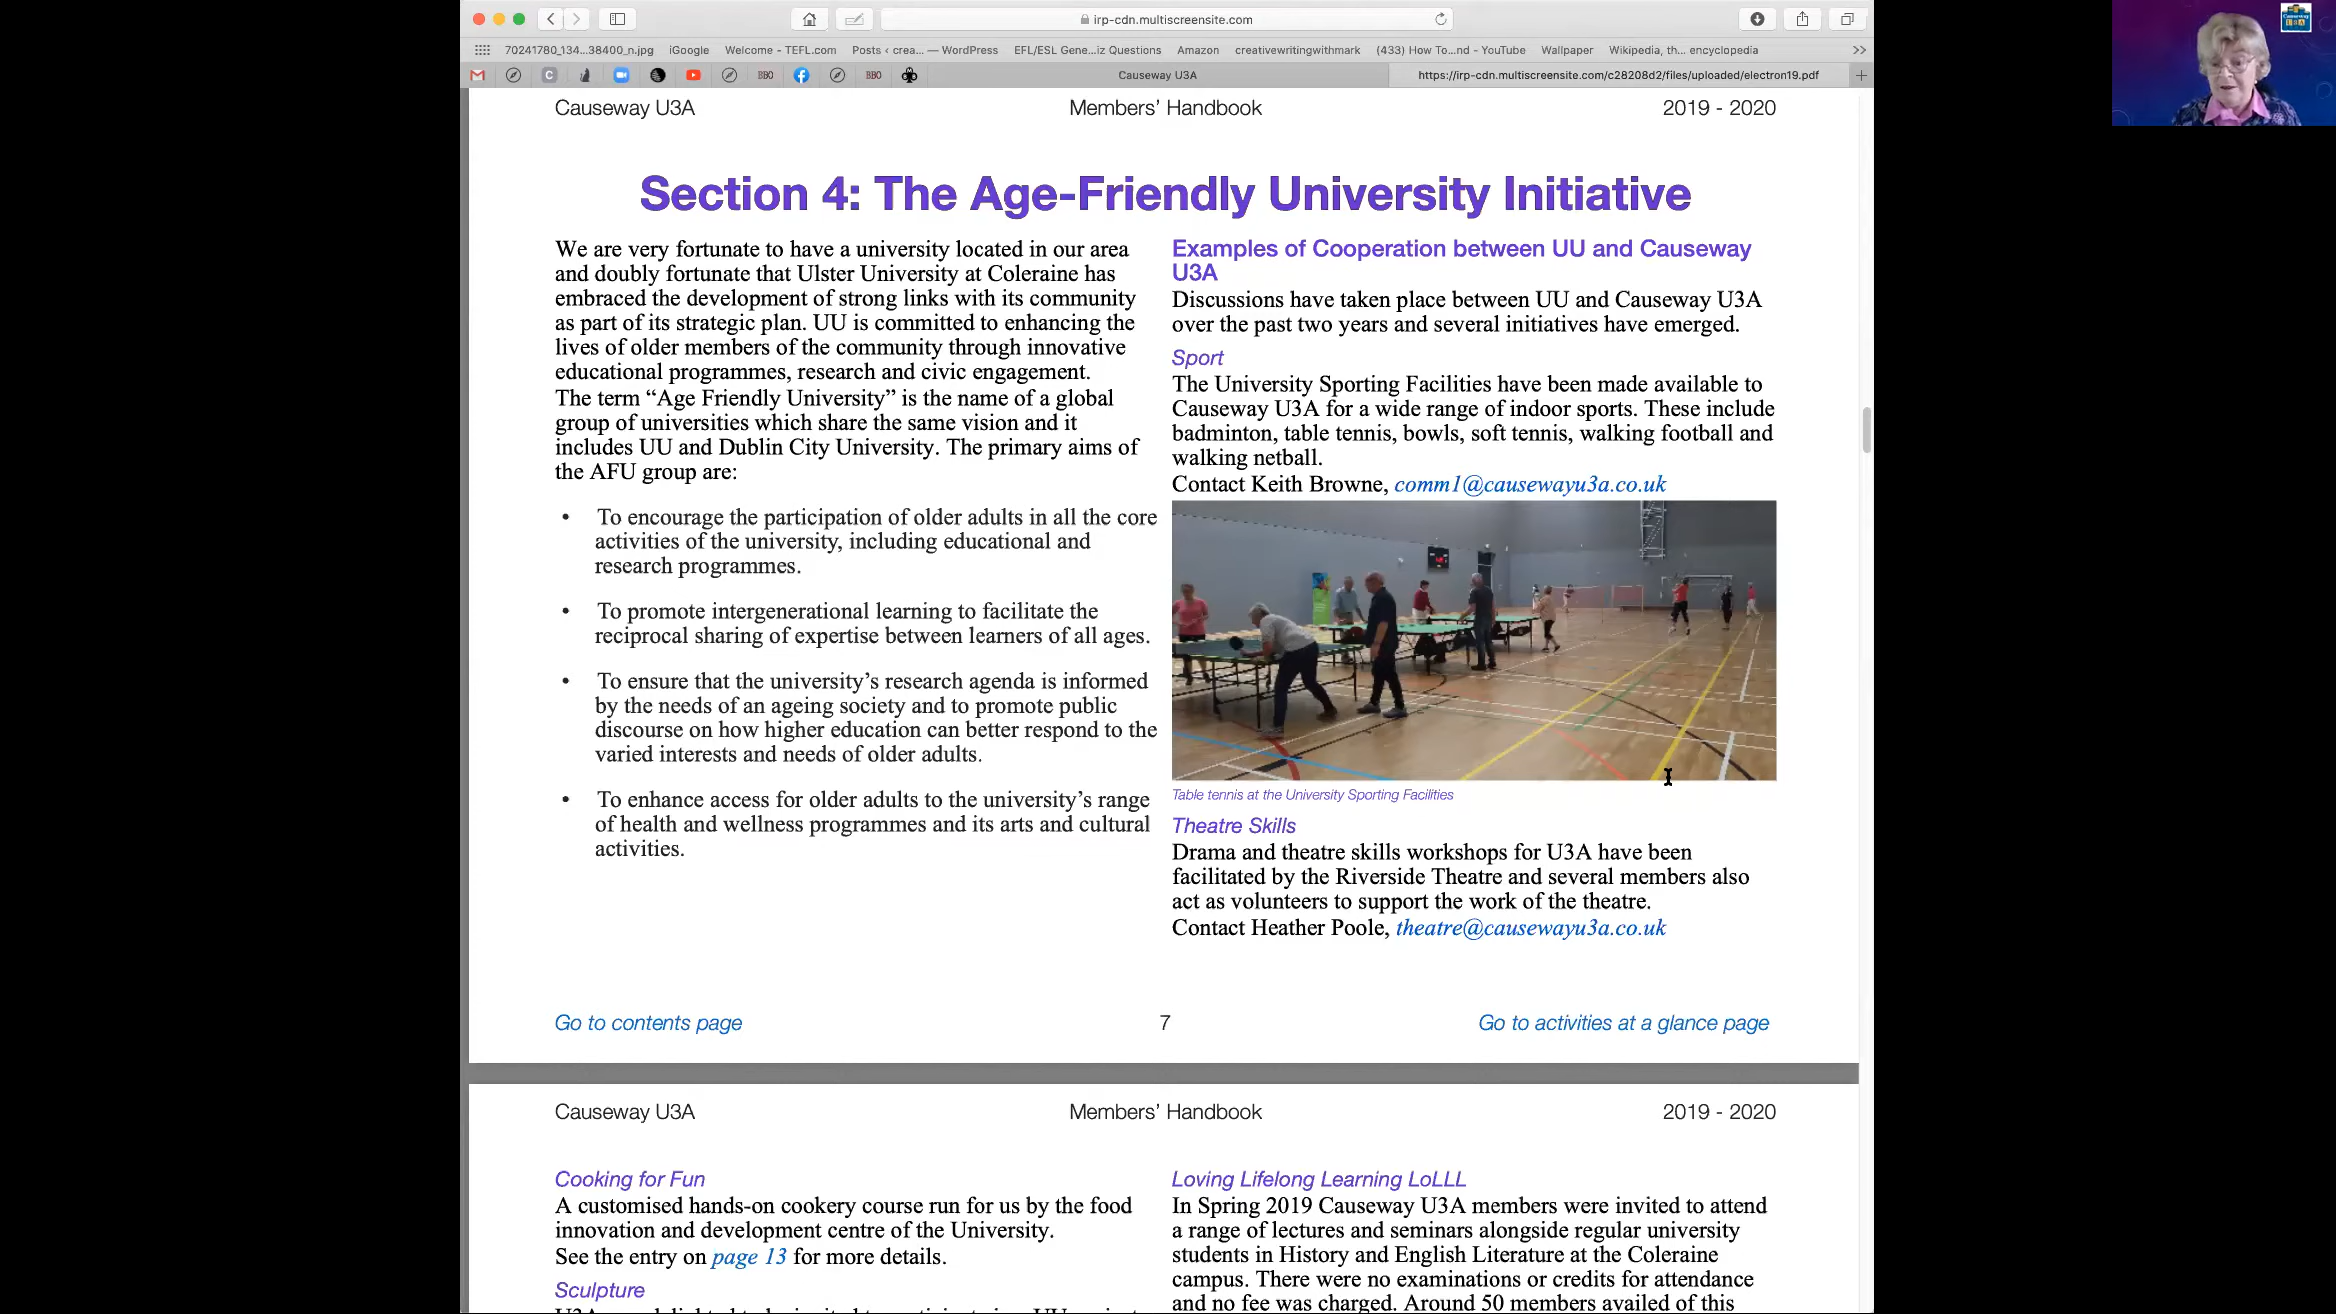 irp-cdn.multiscreensite.com
70241780_134...38400_n.jpg iGoogle Welcome - TEFL.com Posts ‹ crea... — WordPress EFL/ESL Gene...iz Questions Amazon creativewritingwithmark (433) How To...nd - YouTube Wallpaper Wikipedia, th... encyclopedia
BBO BBO Causeway U3A https://irp-cdn.multiscreensite.com/c28208d2/files/uploaded/electron19.pdf
Causeway U3A Members’ Handbook 2019 - 2020
Section 4: The Age-Friendly University Initiative
We are very fortunate to have a university located in our area
and doubly fortunate that Ulster University at Coleraine has
embraced the development of strong links with its community
as part of its strategic plan. UU is committed to enhancing the
lives of older members of the community through innovative
educational programmes, research and civic engagement.
The term “Age Friendly University” is the name of a global
group of universities which share the same vision and it
includes UU and Dublin City University. The primary aims of
the AFU group are:
• To encourage the participation of older adults in all the core
activities of the university, including educational and
research programmes.
• To promote intergenerational learning to facilitate the
reciprocal sharing of expertise between learners of all ages.
• To ensure that the university’s research agenda is informed
by the needs of an ageing society and to promote public
discourse on how higher education can better respond to the
varied interests and needs of older adults.
• To enhance access for older adults to the university’s range
of health and wellness programmes and its arts and cultural
activities.
Examples of Cooperation between UU and Causeway
U3A
Discussions have taken place between UU and Causeway U3A
over the past two years and several initiatives have emerged.
Sport
The University Sporting Facilities have been made available to
Causeway U3A for a wide range of indoor sports. These include
badminton, table tennis, bowls, soft tennis, walking football and
walking netball.
Contact Keith Browne, comm1@causewayu3a.co.uk
Table tennis at the University Sporting Facilities
Theatre Skills
Drama and theatre skills workshops for U3A have been
facilitated by the Riverside Theatre and several members also
act as volunteers to support the work of the theatre.
Contact Heather Poole, theatre@causewayu3a.co.uk
Go to contents page 7 Go to activities at a glance page
Causeway U3A Members’ Handbook 2019 - 2020
Cooking for Fun
A customised hands-on cookery course run for us by the food
innovation and development centre of the University.
See the entry on page 13 for more details.
Sculpture
Loving Lifelong Learning LoLLL
In Spring 2019 Causeway U3A members were invited to attend
a range of lectures and seminars alongside regular university
students in History and English Literature at the Coleraine
campus. There were no examinations or credits for attendance
and no fee was charged. Around 50 members availed of this
Causeway
U3A